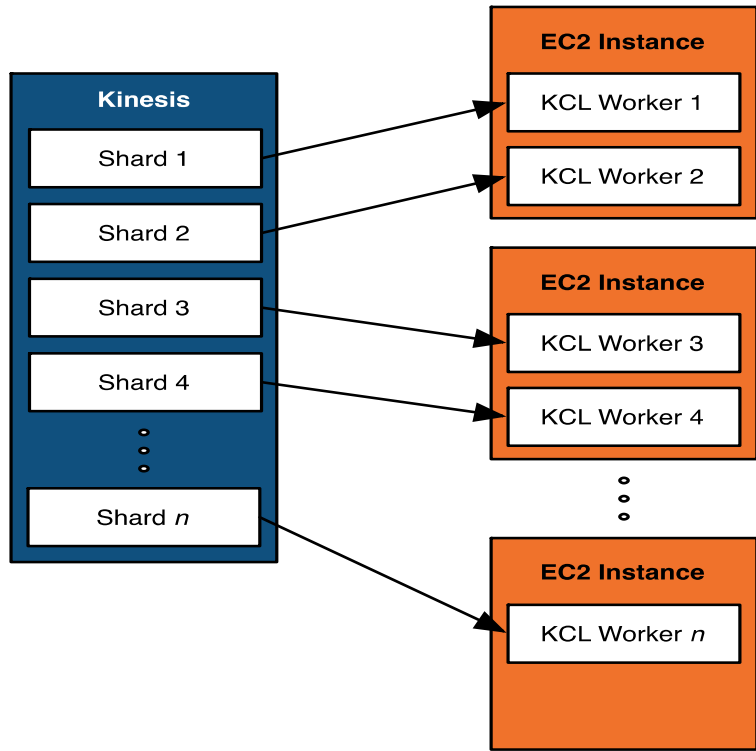 Kinesis
Shard 1
Shard 2
Shard 3
Shard 4
Shard n
EC2 Instance
KCL Worker 1
KCL Worker 2
EC2 Instance
KCL Worker 3
KCL Worker 4
EC2 Instance
KCL Worker n